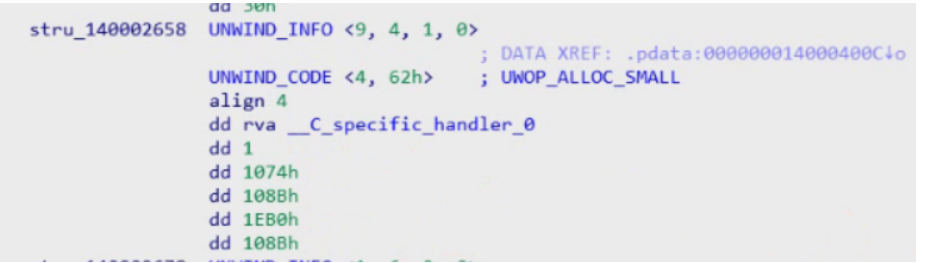 dd 30h
stru_140002658 UNWIND_INFO <9, 4, 1, 0>
; DATA XREF: .pdata:000000014000400C↓o
UNWIND_CODE <4, 62h> ; UWOP_ALLOC_SMALL
align 4
dd rva __C_specific_handler_0
dd 1
dd 1074h
dd 108Bh
dd 1EB0h
dd 108Bh